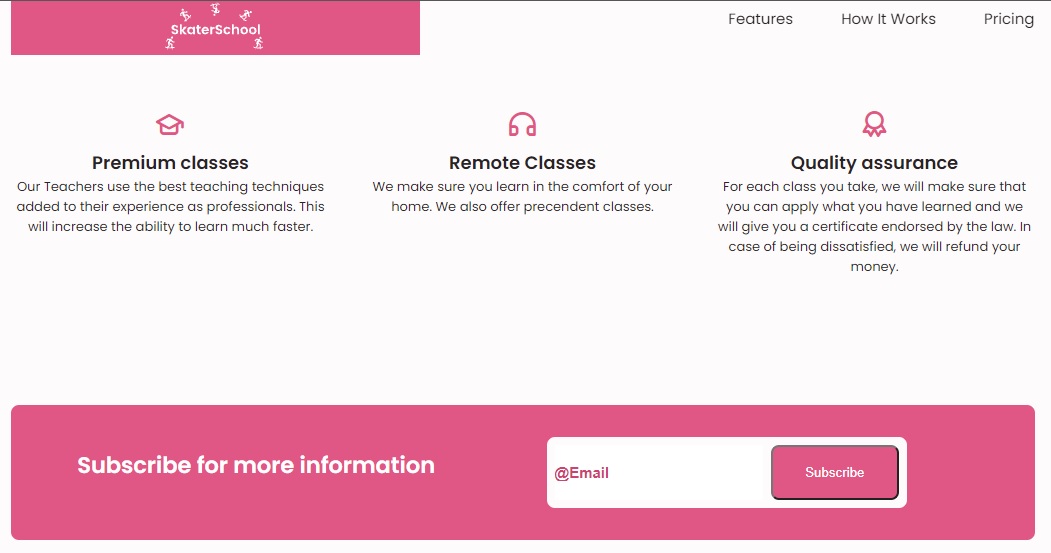 SkaterSchool
Features
How It Works
Pricing
Premium classes
Our Teachers use the best teaching techniques
added to their experience as professionals. This
will increase the ability to learn much faster.
Remote Classes
We make sure you learn in the comfort of your
home. We also offer precendent classes.
Quality assurance
For each class you take, we will make sure that
you can apply what you have learned and we
will give you a certificate endorsed by the law. In
case of being dissatisfied, we will refund your
money.
Subscribe for more information
@Email
Subscribe